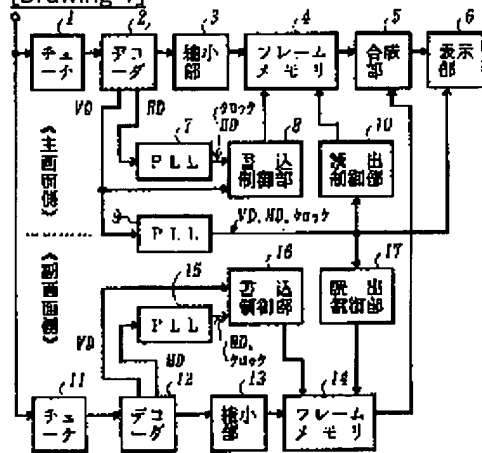 [Drawing 1]
1 2 3 4 5 6
チューナ デコーダ 縮小部 フレームメモリ 合成部 表示部
VD HD
7 クロック HD 8 10
PLL 書込制御部 読出制御部
《主画面部》
9
PLL VD、HD、クロック
15 16 17
《副画面部》
PLL 書込制御部 読出制御部
VD HD HD、クロック
11 12 13 14
チューナ デコーダ 縮小部 フレームメモリ